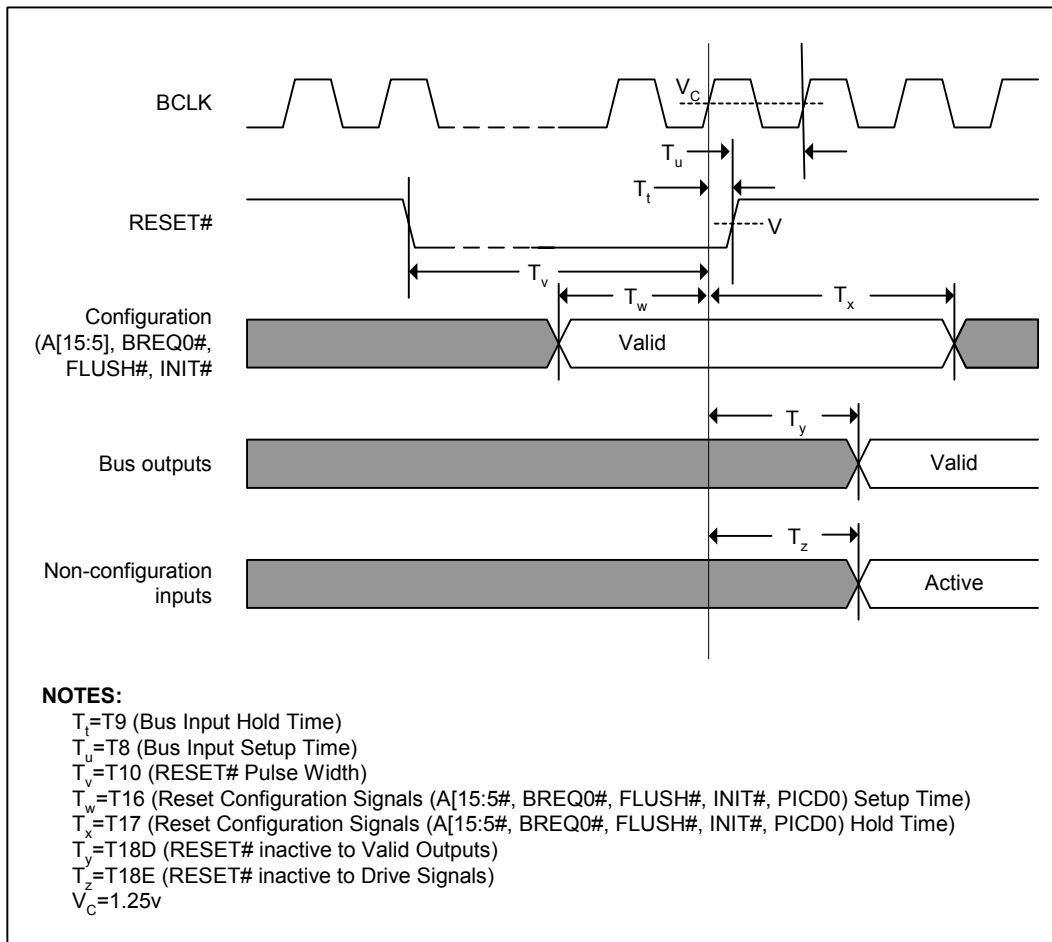 BCLK
V_C
T_u
T_t
RESET#
V
T_v
T_w
T_x
Configuration
(A[15:5], BREQ0#,
FLUSH#, INIT#
Valid
T_y
Bus outputs
Valid
T_z
Non-configuration
inputs
Active
NOTES:
T_t=T9 (Bus Input Hold Time)
T_u=T8 (Bus Input Setup Time)
T_v=T10 (RESET# Pulse Width)
T_w=T16 (Reset Configuration Signals (A[15:5#, BREQ0#, FLUSH#, INIT#, PICD0) Setup Time)
T_x=T17 (Reset Configuration Signals (A[15:5#, BREQ0#, FLUSH#, INIT#, PICD0) Hold Time)
T_y=T18D (RESET# inactive to Valid Outputs)
T_z=T18E (RESET# inactive to Drive Signals)
V_C=1.25v